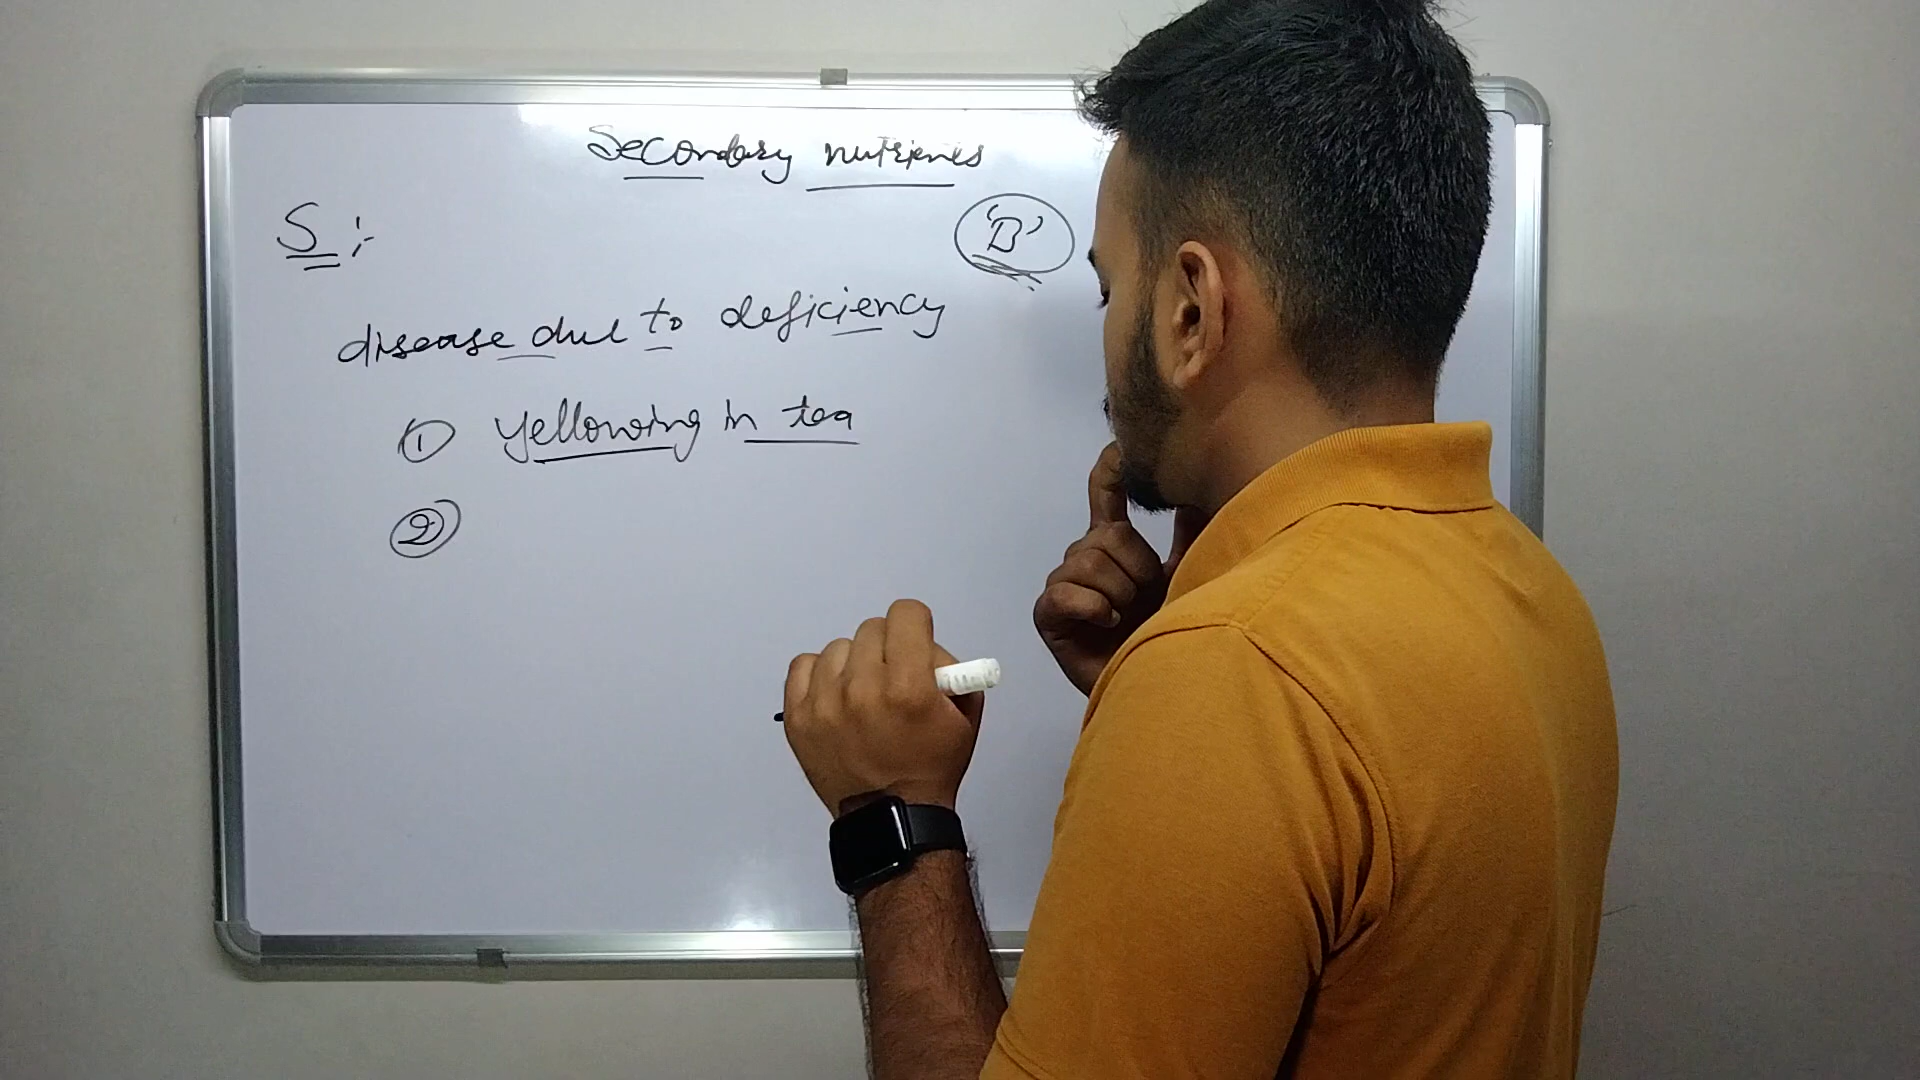 Secondary nutrients
S :-
'B'
disease due to deficiency
① yellowing in tea
②